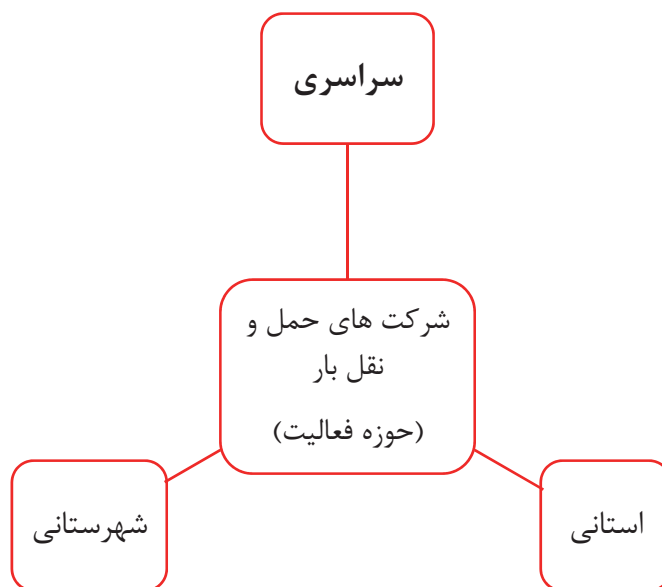 سراسری
شرکت های حمل و
نقل بار
(حوزه فعالیت)
استانی
شهرستانی